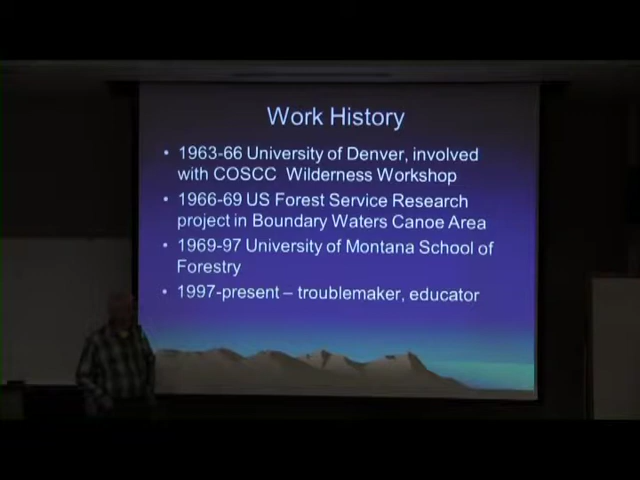 Work History
• 1963-66 University of Denver, involved
with COSCC  Wilderness Workshop
• 1966-69 US Forest Service Research
project in Boundary Waters Canoe Area
• 1969-97 University of Montana School of
Forestry
• 1997-present – troublemaker, educator